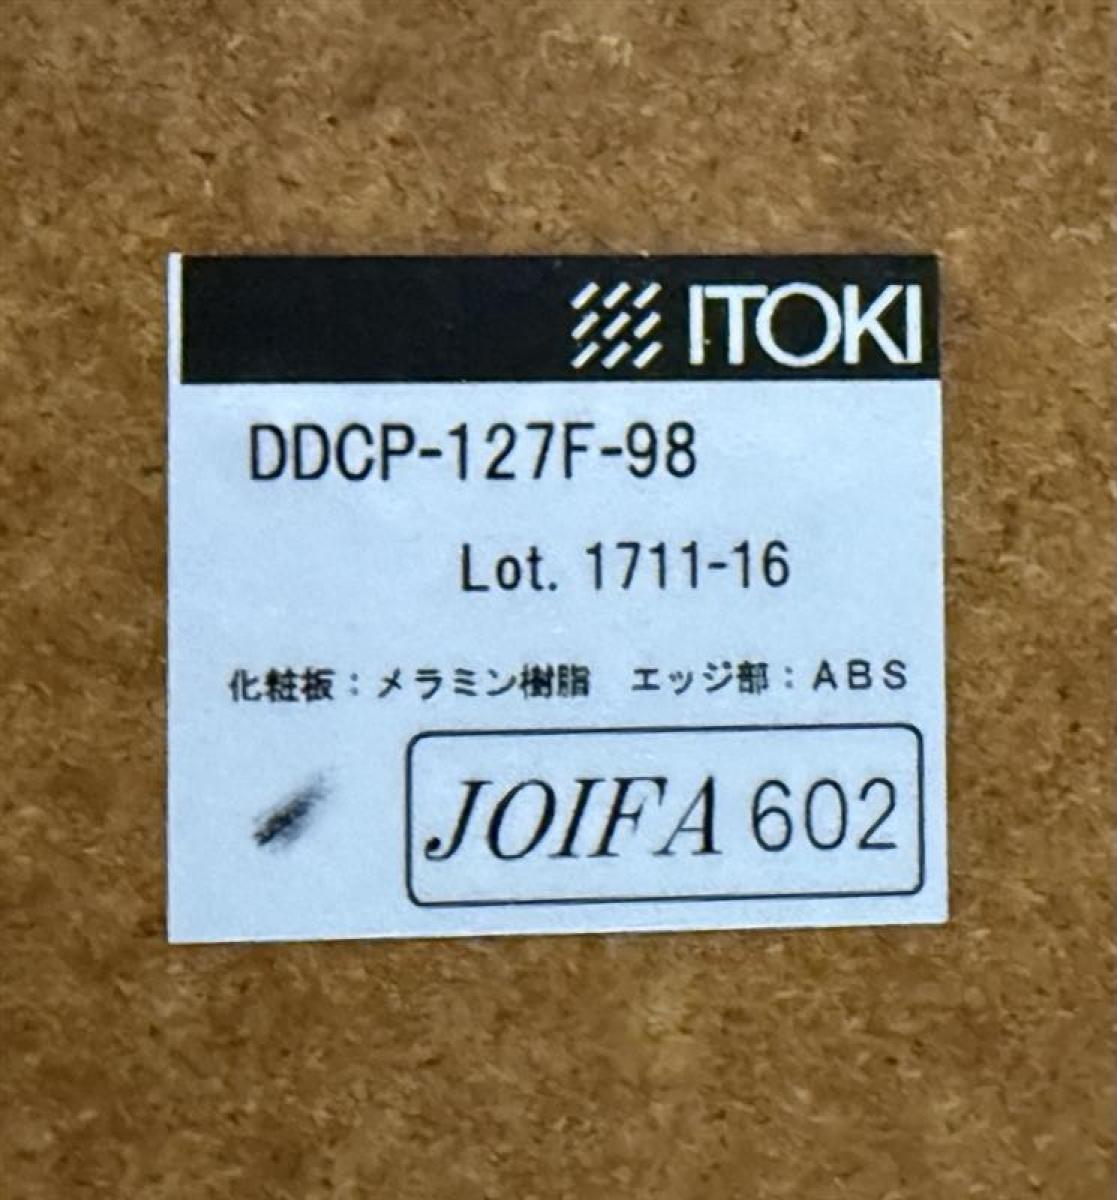 ITOKI
DDCP-127F-98
Lot. 1711-16
化粧板：メラミン樹脂　エッジ部：ABS
JOIFA 602